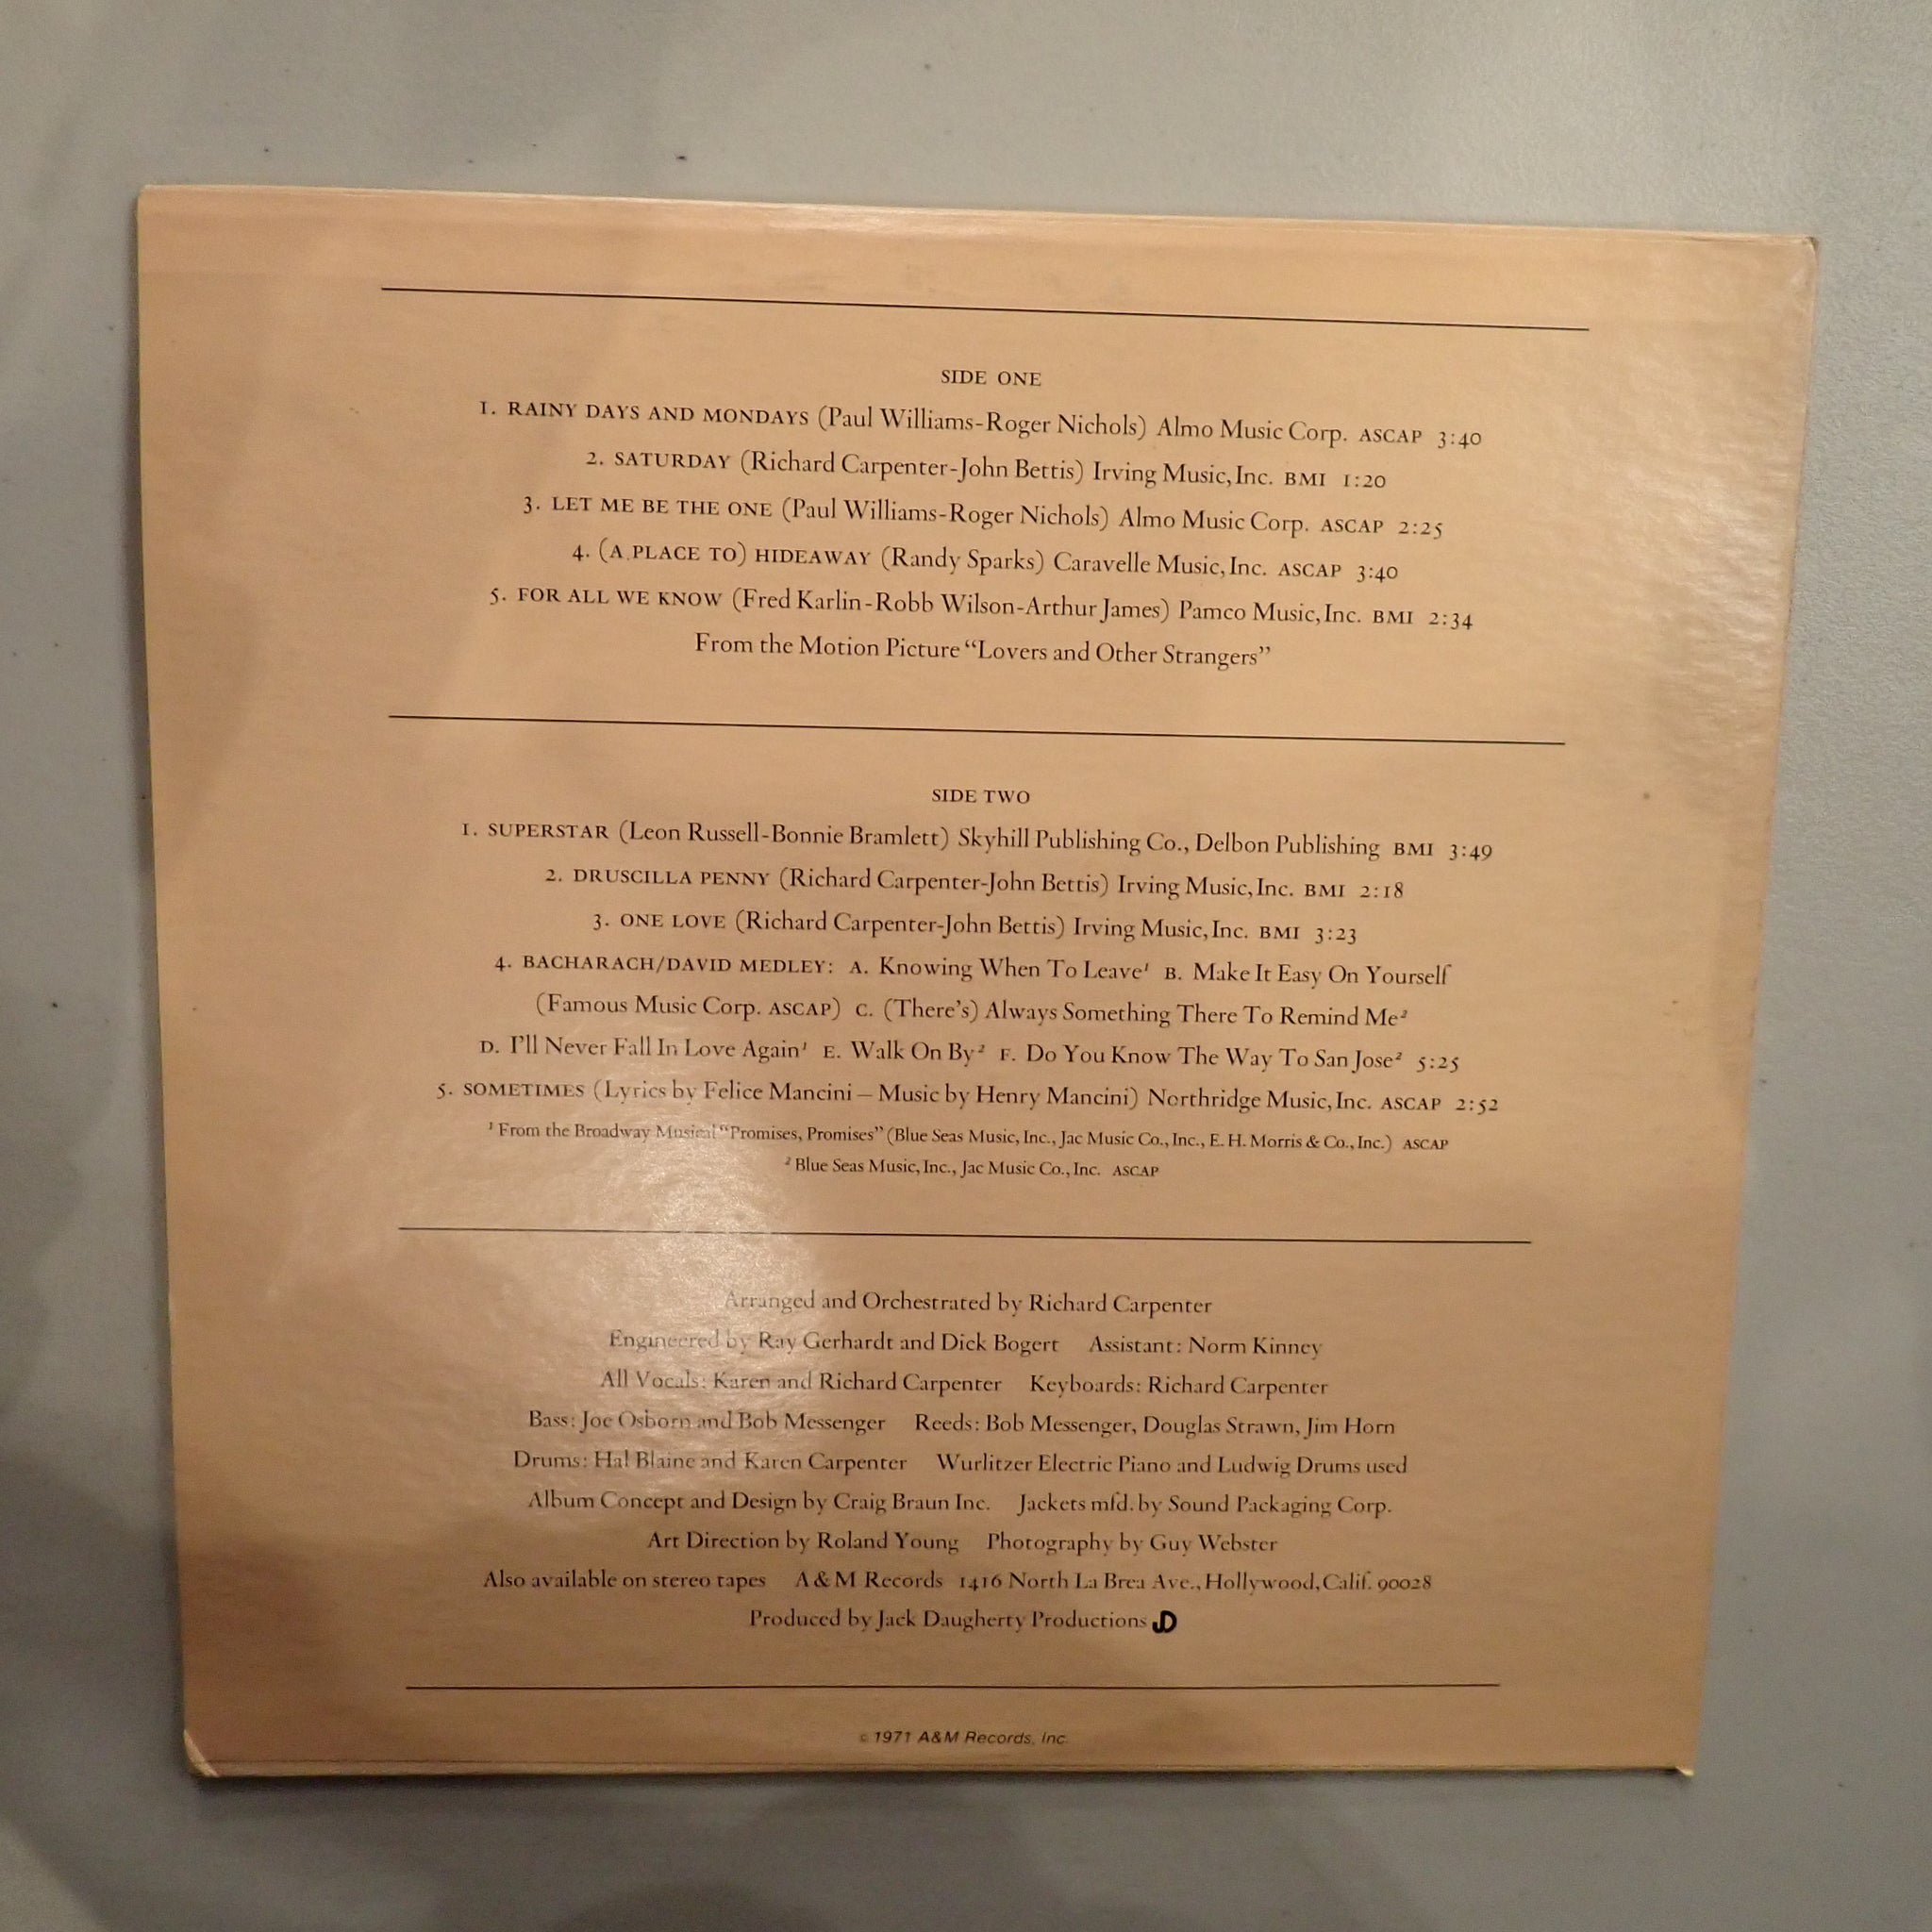 SIDE ONE
1. RAINY DAYS AND MONDAYS (Paul Williams-Roger Nichols) Almo Music Corp. ASCAP 3:40
2. SATURDAY (Richard Carpenter-John Bettis) Irving Music, Inc. BMI 1:20
3. LET ME BE THE ONE (Paul Williams-Roger Nichols) Almo Music Corp. ASCAP 2:25
4. (A PLACE TO) HIDEAWAY (Randy Sparks) Caravelle Music, Inc. ASCAP 3:40
5. FOR ALL WE KNOW (Fred Karlin-Robb Wilson-Arthur James) Pamco Music, Inc. BMI 2:34
From the Motion Picture “Lovers and Other Strangers”
SIDE TWO
1. SUPERSTAR (Leon Russell-Bonnie Bramlett) Skyhill Publishing Co., Delbon Publishing BMI 3:49
2. DRUSCILLA PENNY (Richard Carpenter-John Bettis) Irving Music, Inc. BMI 2:18
3. ONE LOVE (Richard Carpenter-John Bettis) Irving Music, Inc. BMI 3:23
4. BACHARACH/DAVID MEDLEY: A. Knowing When To Leave¹ B. Make It Easy On Yourself
(Famous Music Corp. ASCAP) C. (There’s) Always Something There To Remind Me²
D. I’ll Never Fall In Love Again¹ E. Walk On By² F. Do You Know The Way To San Jose² 5:25
5. SOMETIMES (Lyrics by Felice Mancini – Music by Henry Mancini) Northridge Music, Inc. ASCAP 2:52
¹ From the Broadway Musical “Promises, Promises” (Blue Seas Music, Inc., Jac Music Co., Inc., E. H. Morris & Co., Inc.) ASCAP
² Blue Seas Music, Inc., Jac Music Co., Inc. ASCAP
Arranged and Orchestrated by Richard Carpenter
Engineered by Ray Gerhardt and Dick Bogert Assistant: Norm Kinney
All Vocals: Karen and Richard Carpenter Keyboards: Richard Carpenter
Bass: Joe Osborn and Bob Messenger Reeds: Bob Messenger, Douglas Strawn, Jim Horn
Drums: Hal Blaine and Karen Carpenter Wurlitzer Electric Piano and Ludwig Drums used
Album Concept and Design by Craig Braun Inc. Jackets mfd. by Sound Packaging Corp.
Art Direction by Roland Young Photography by Guy Webster
Also available on stereo tapes A & M Records 1416 North La Brea Ave., Hollywood, Calif. 90028
Produced by Jack Daugherty Productions JD
© 1971 A&M Records, Inc.